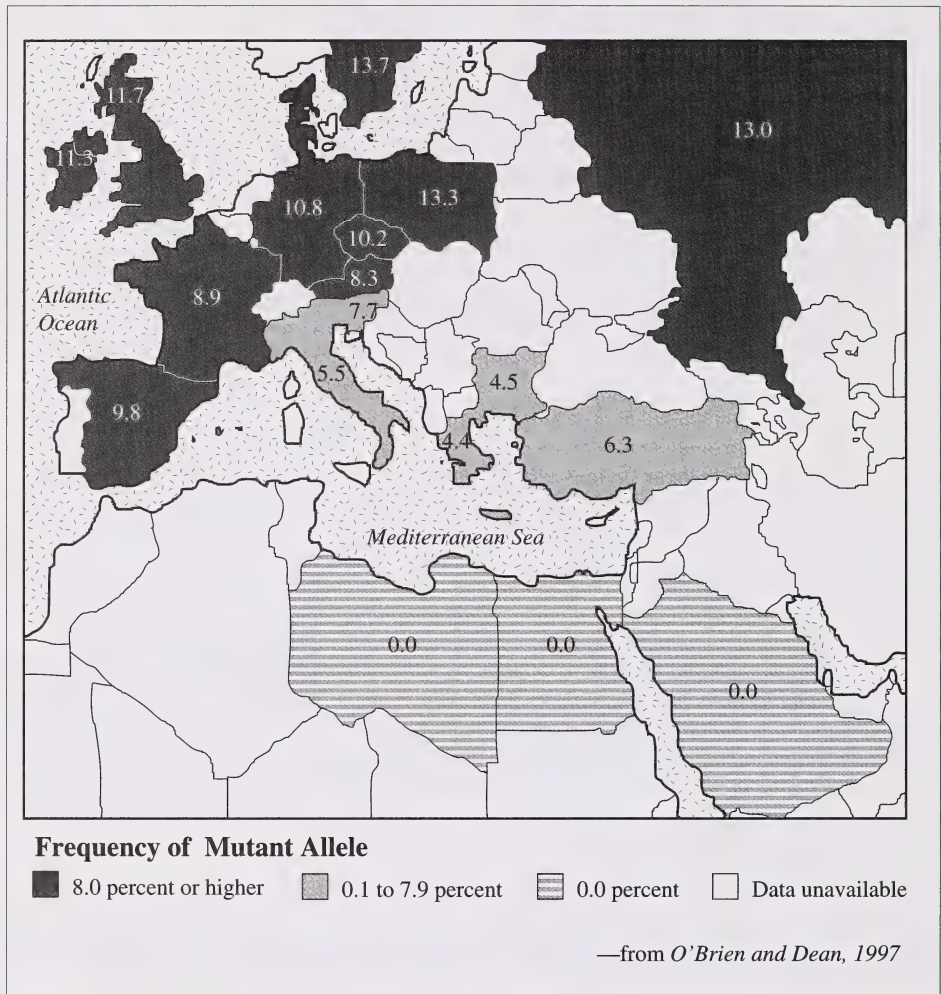 13.7
11.7
13.0
11.3
10.8
13.3
10.2
8.3
Atlantic
Ocean
8.9
7.7
5.5
4.5
9.8
4.4
6.3
Mediterranean Sea
0.0
0.0
0.0
Frequency of Mutant Allele
8.0 percent or higher
0.1 to 7.9 percent
0.0 percent
Data unavailable
—from O'Brien and Dean, 1997